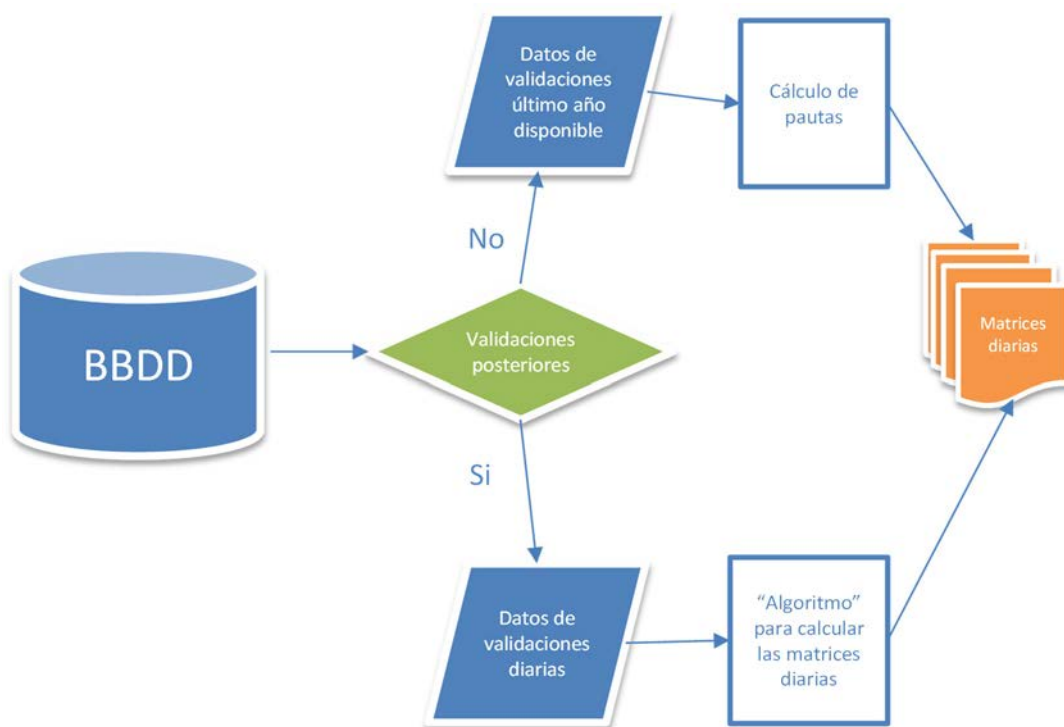 Datos de
validaciones
último año
disponible
Cálculo de
pautas
No
BBDD
Validaciones
posteriores
Matrices
diarias
Si
Datos de
validaciones
diarias
“Algoritmo”
para calcular
las matrices
diarias